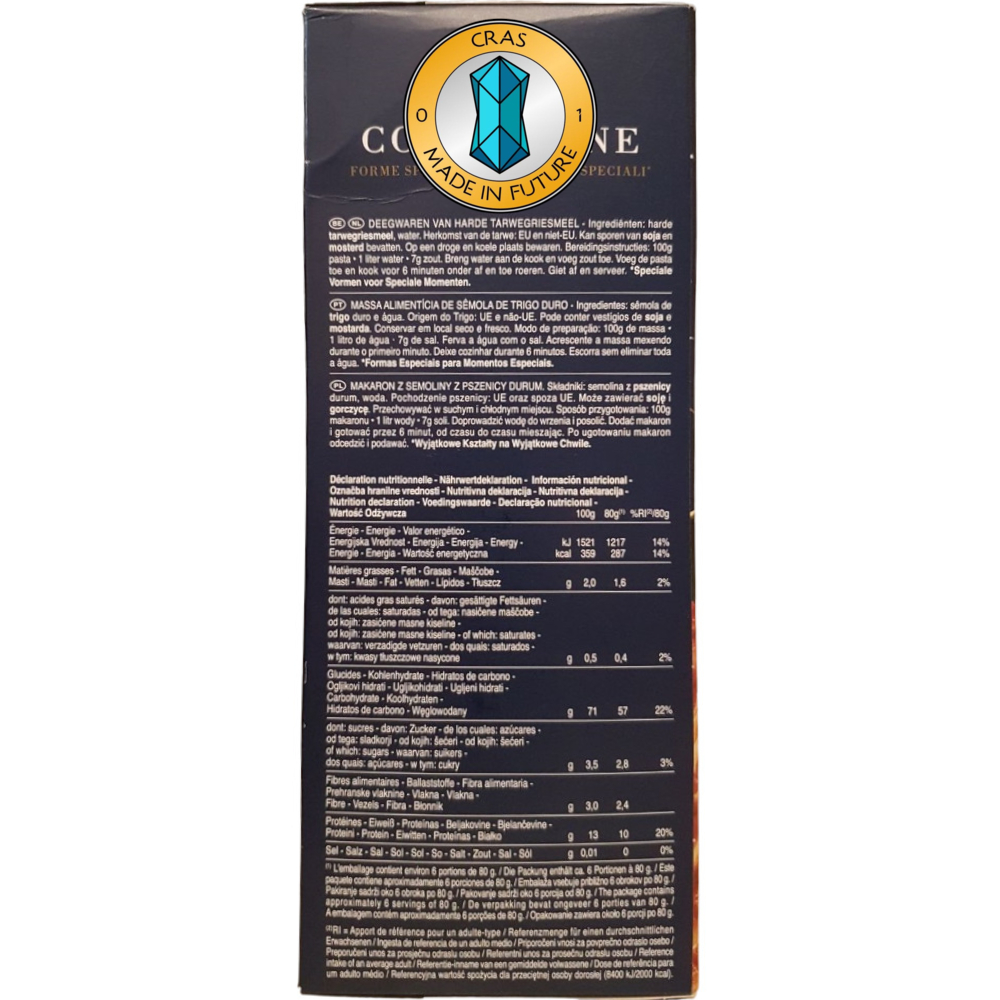 CRAS
0 1
MADE IN FUTURE
CO NE
FORME SP SPECIALI*
BE NL DEEGWAREN VAN HARDE TARWEGRIESMEEL - Ingrediënten: harde
tarwegriesmeel, water. Herkomst van de tarwe: EU en niet-EU. Kan sporen van soja en
mosterd bevatten. Op een droge en koele plaats bewaren. Bereidingsinstructies: 100g
pasta • 1 liter water • 7g zout. Breng water aan de kook en voeg zout toe. Voeg de pasta
toe en kook voor 6 minuten onder af en toe roeren. Giet af en serveer. *Speciale
Vormen voor Speciale Momenten.
PT MASSA ALIMENTÍCIA DE SÊMOLA DE TRIGO DURO - Ingredientes: sêmola de
trigo duro e água. Origem do Trigo: UE e não-UE. Pode conter vestígios de soja e
mostarda. Conservar em local seco e fresco. Modo de preparação: 100g de massa •
1 litro de água · 7g de sal. Ferva a água com o sal. Acrescente a massa mexendo
durante o primeiro minuto. Deixe cozinhar durante 6 minutos. Escorra sem eliminar toda
a água. *Formas Especiais para Momentos Especiais.
PL MAKARON Z SEMOLINY Z PSZENICY DURUM. Składniki: semolina z pszenicy
durum, woda. Pochodzenie pszenicy: UE oraz spoza UE. Może zawierać soję i
gorczycę. Przechowywać w suchym i chłodnym miejscu. Sposób przygotowania: 100g
makaronu • 1 litr wody • 7g soli. Doprowadzić wodę do wrzenia i posolić. Dodać makaron
i gotować przez 6 minut, od czasu do czasu mieszając. Po ugotowaniu makaron
odcedzić i podawać. *Wyjątkowe Kształty na Wyjątkowe Chwile.
Déclaration nutritionnelle - Nährwertdeklaration - Información nutricional -
Označba hranilne vrednosti - Nutritivna deklaracija - Nutritivna deklaracija -
Nutrition declaration - Voedingswaarde - Declaração nutricional -
Wartość Odżywcza 100g 80g(1) %RI(2)/80g
Énergie - Energie - Valor energético -
Energijska Vrednost - Energija - Energija - Energy - kJ 1521 1217 14%
Energie - Energia - Wartość energetyczna kcal 359 287 14%
Matières grasses - Fett - Grasas - Maščobe -
Masti - Masti - Fat - Vetten - Lípidos - Tłuszcz g 2,0 1,6 2%
dont: acides gras saturés - davon: gesättigte Fettsäuren -
de las cuales: saturadas - od tega: nasičene maščobe -
od kojih: zasićene masne kiseline -
od kojih: zasićene masne kiseline - of which: saturates -
waarvan: verzadigde vetzuren - dos quais: saturados -
w tym: kwasy tłuszczowe nasycone g 0,5 0,4 2%
Glucides - Kohlenhydrate - Hidratos de carbono -
Ogljikovi hidrati - Ugljikohidrati - Ugljeni hidrati -
Carbohydrate - Koolhydraten -
Hidratos de carbono - Węglowodany g 71 57 22%
dont: sucres - davon: Zucker - de los cuales: azúcares -
od tega: sladkorji - od kojih: šećeri - od kojih: šećeri -
of which: sugars - waarvan: suikers -
dos quais: açúcares - w tym: cukry g 3,5 2,8 3%
Fibres alimentaires - Ballaststoffe - Fibra alimentaria -
Prehranske vlaknine - Vlakna - Vlakna -
Fibre - Vezels - Fibra - Błonnik g 3,0 2,4
Protéines - Eiweiß - Proteínas - Beljakovine - Bjelančevine -
Proteini - Protein - Eiwitten - Proteínas - Białko g 13 10 20%
Sel - Salz - Sal - Sol - Sol - So - Salt - Zout - Sal - Sól g 0,01 0 0%
(1) L'emballage contient environ 6 portions de 80 g. / Die Packung enthält ca. 6 Portionen à 80 g. / Este
paquete contiene aproximadamente 6 porciones de 80 g. / Embalaža vsebuje približno 6 obrokov po 80 g. /
Pakiranje sadrži oko 6 obroka po 80 g. / Pakovanje sadrži oko 6 porcija od 80 g. / The package contains
approximately 6 servings of 80 g. / De verpakking bevat ongeveer 6 porties van 80 g. /
A embalagem contém aproximadamente 6 porções de 80 g. / Opakowanie zawiera około 6 porcji po 80 g.
(2)RI = Apport de référence pour un adulte-type / Referenzmenge für einen durchschnittlichen
Erwachsenen / Ingesta de referencia de un adulto medio / Priporočeni vnosi za povprečno odraslo osebo /
Preporučeni unos za prosječnu odraslu osobu / Referentni unos za prosečnu odraslu osobu / Reference
intake of an average adult / Referentie-inname van een gemiddelde volwassene / Dose de referência para
um adulto médio / Referencyjna wartość spożycia dla przeciętnej osoby dorosłej (8400 kJ/2000 kcal).